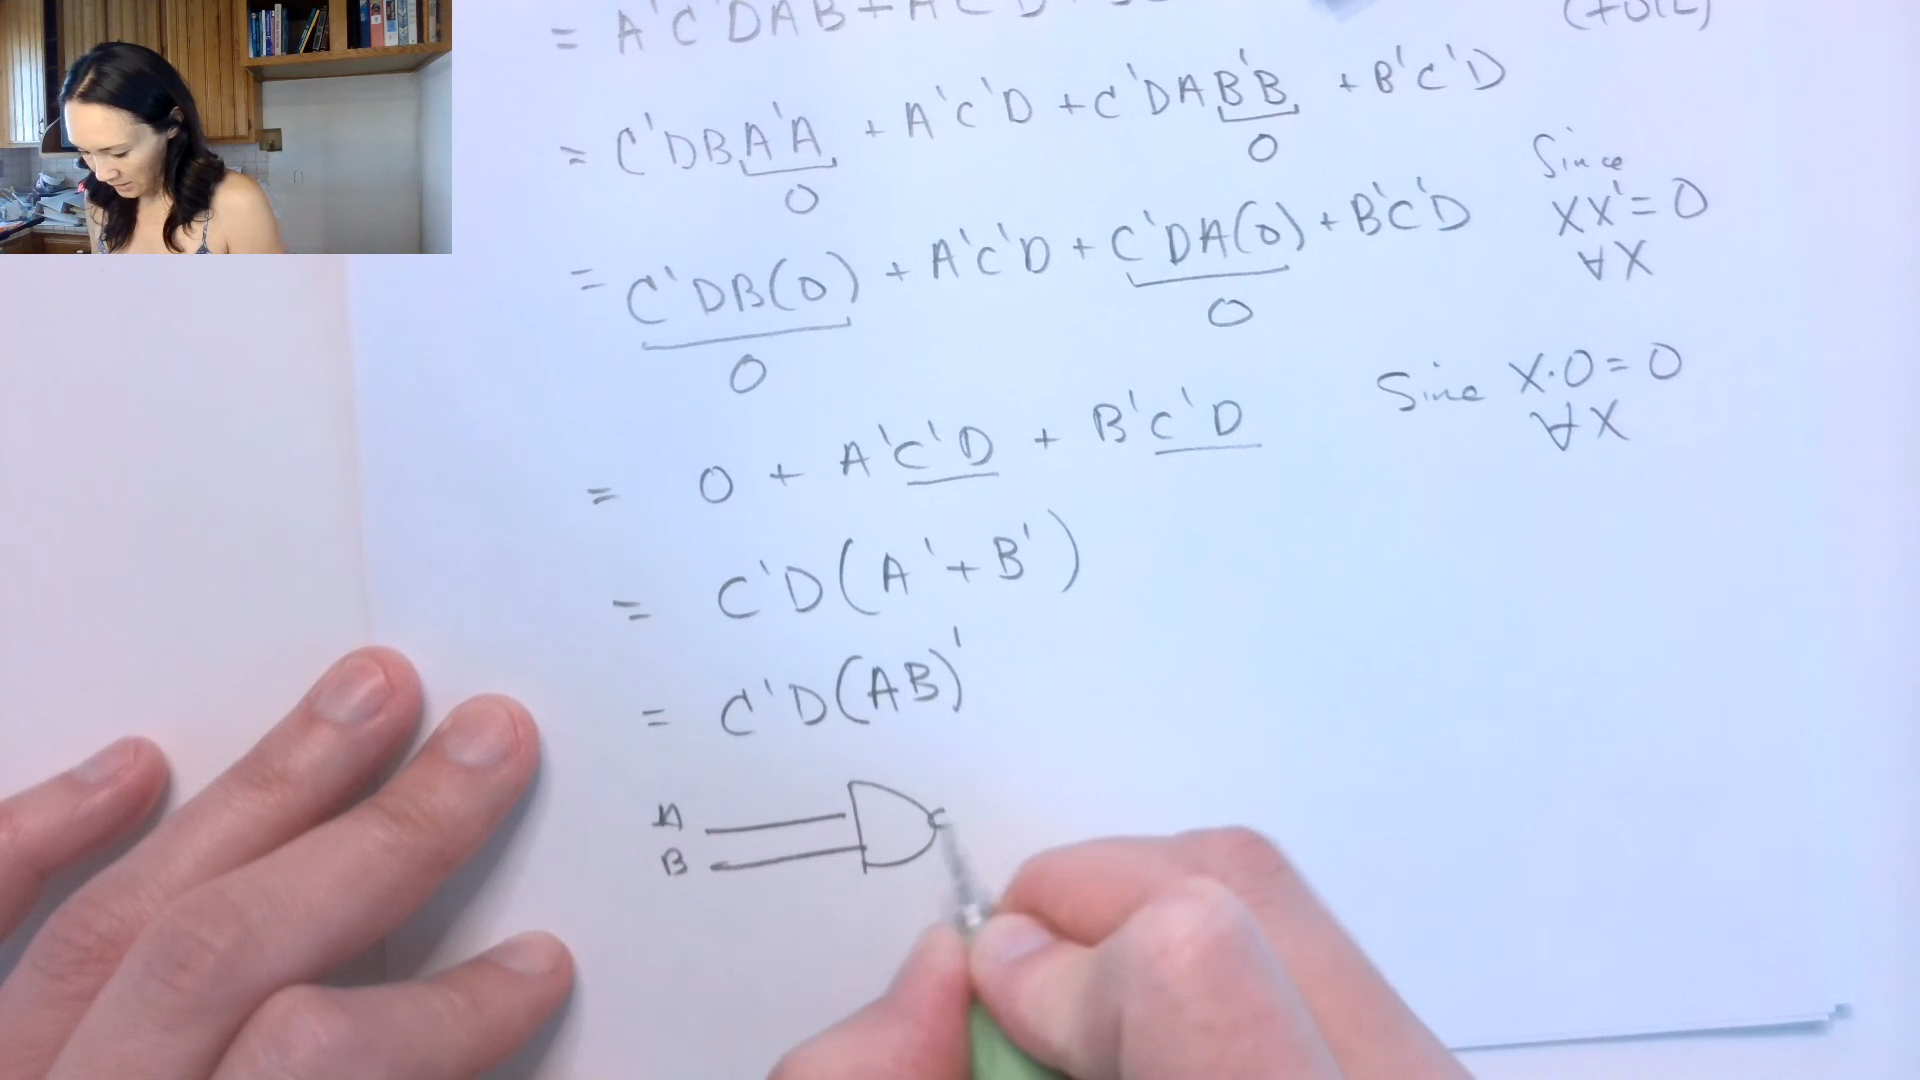 = A'C'DAB + A'C'D
(FOIL)
= C'DBA'A + A'C'D + C'DAB'B + B'C'D
0
0
Since
XX' = 0
∀X
= C'DB(0) + A'C'D + C'DA(0) + B'C'D
0
0
Since X·0 = 0
∀X
= 0 + A'C'D + B'C'D
= C'D(A' + B')
= C'D(AB)'
A
B